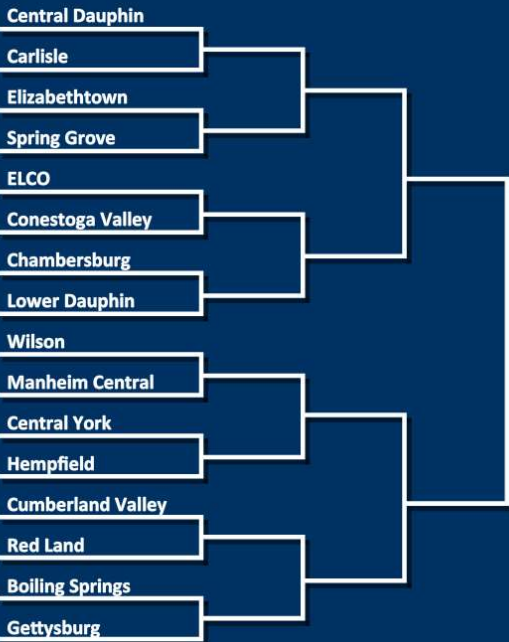 Central Dauphin
Carlisle
Elizabethtown
Spring Grove
ELCO
Conestoga Valley
Chambersburg
Lower Dauphin
Wilson
Manheim Central
Central York
Hempfield
Cumberland Valley
Red Land
Boiling Springs
Gettysburg